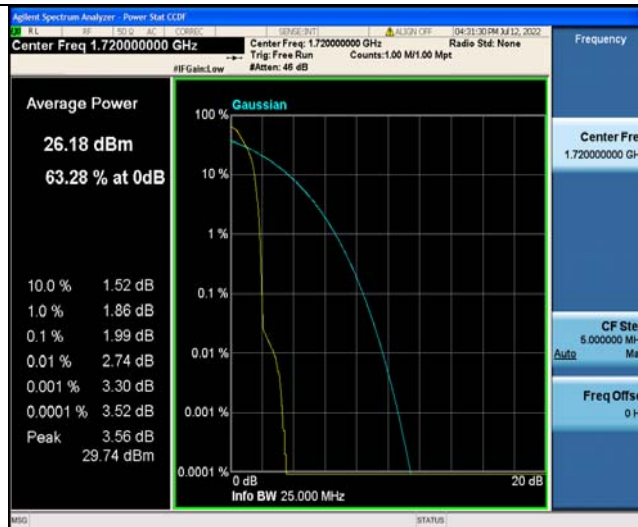 Agilent Spectrum Analyzer - Power Stat CCDF
RL RF 50 Ω AC CORREC SENSE:INT ALIGN OFF 04:31:30 PM Jul 12, 2022
Center Freq 1.720000000 GHz
Center Freq: 1.720000000 GHz Radio Std: None
Trig: Free Run Counts:1.00 M/1.00 Mpt
#IFGain:Low #Atten: 46 dB
Frequency
Average Power
26.18 dBm
63.28 % at 0dB
10.0 % 1.52 dB
1.0 % 1.86 dB
0.1 % 1.99 dB
0.01 % 2.74 dB
0.001 % 3.30 dB
0.0001 % 3.52 dB
Peak 3.56 dB
29.74 dBm
Gaussian
100 %
10 %
1 %
0.1 %
0.01 %
0.001 %
0.0001 %
0 dB 20 dB
Info BW 25.000 MHz
Center Fre
1.720000000 GH
CF Ste
5.000000 MH
Auto Ma
Freq Offse
0 H
MSG STATUS